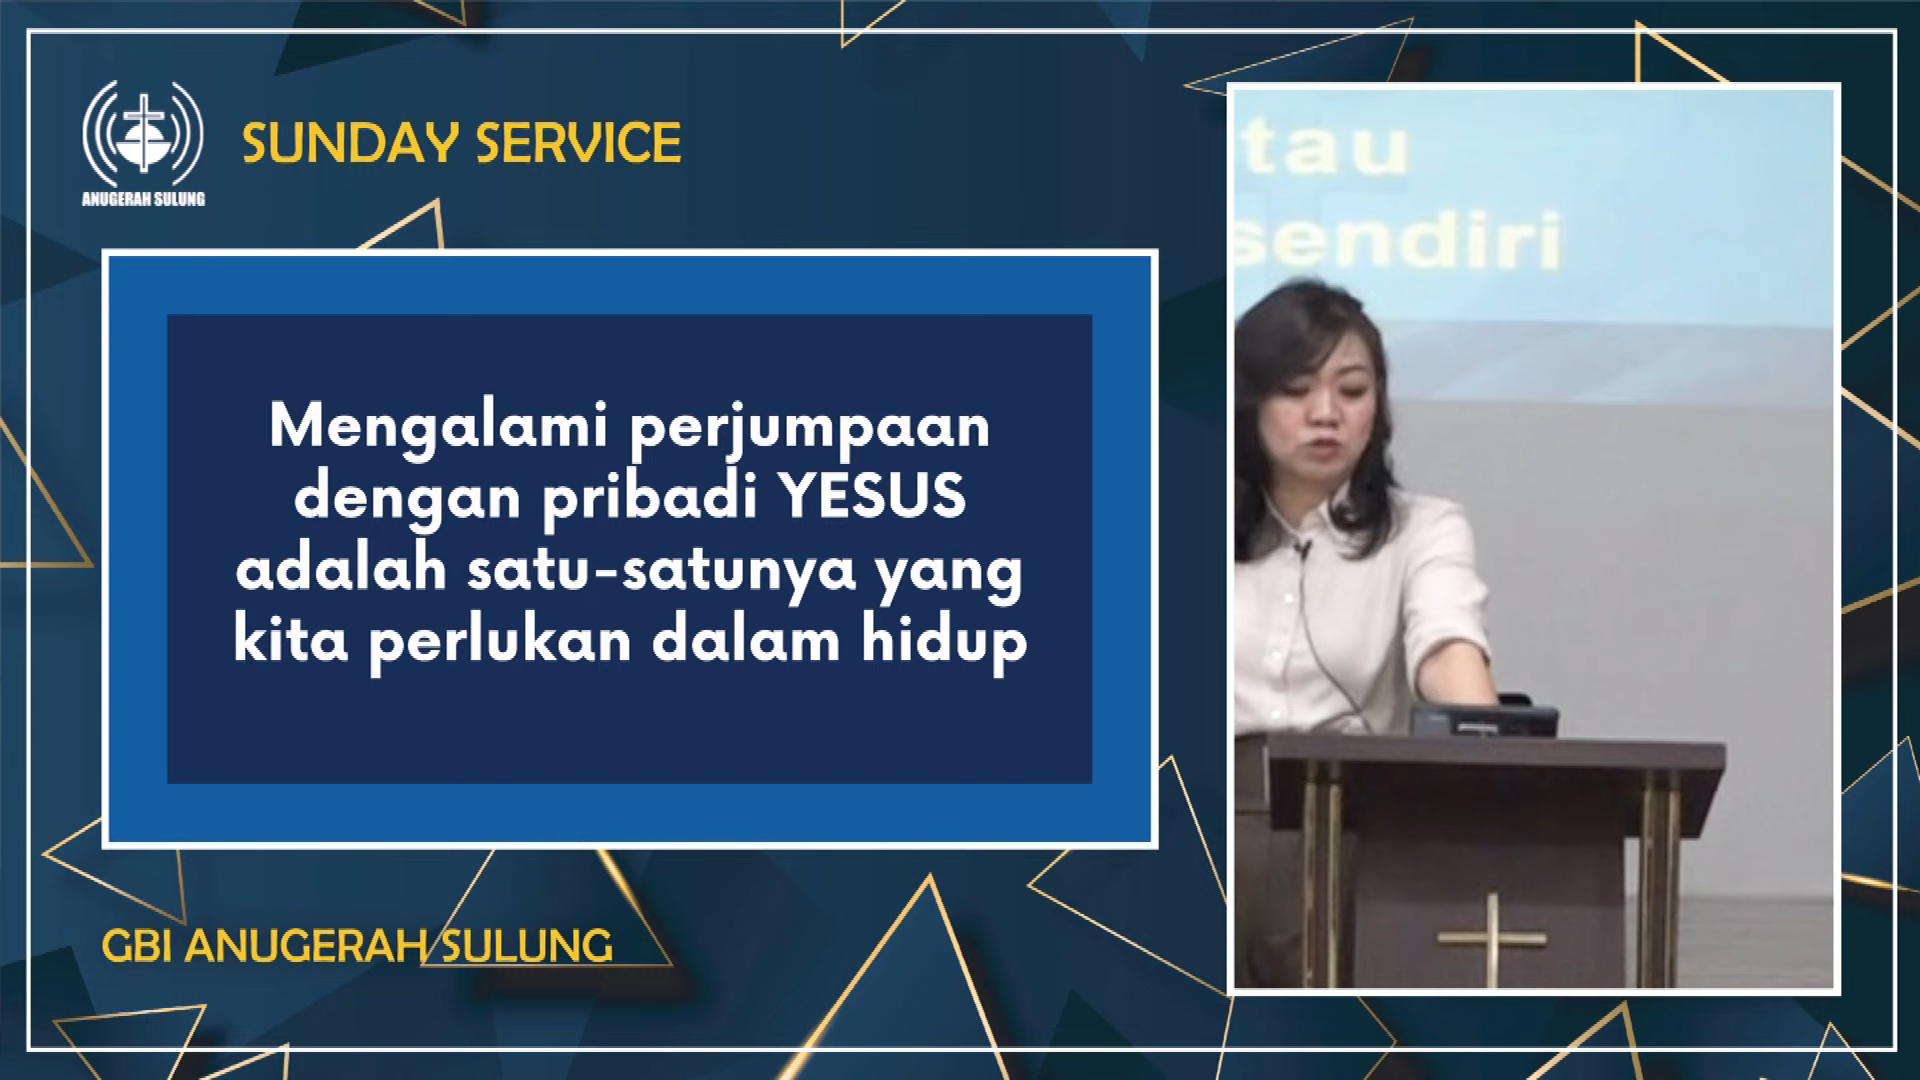 ANUGERAH SULUNG
SUNDAY SERVICE
Mengalami perjumpaan
dengan pribadi YESUS
adalah satu-satunya yang
kita perlukan dalam hidup
GBI ANUGERAH SULUNG
tau
sendiri